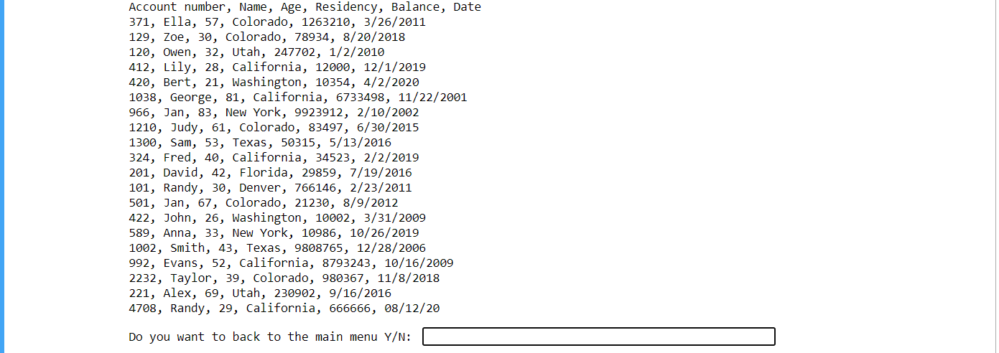 Account number, Name, Age, Residency, Balance, Date
371, Ella, 57, Colorado, 1263210, 3/26/2011
129, Zoe, 30, Colorado, 78934, 8/20/2018
120, Owen, 32, Utah, 247702, 1/2/2010
412, Lily, 28, California, 12000, 12/1/2019
420, Bert, 21, Washington, 10354, 4/2/2020
1038, George, 81, California, 6733498, 11/22/2001
966, Jan, 83, New York, 9923912, 2/10/2002
1210, Judy, 61, Colorado, 83497, 6/30/2015
1300, Sam, 53, Texas, 50315, 5/13/2016
324, Fred, 40, California, 34523, 2/2/2019
201, David, 42, Florida, 29859, 7/19/2016
101, Randy, 30, Denver, 766146, 2/23/2011
501, Jan, 67, Colorado, 21230, 8/9/2012
422, John, 26, Washington, 10002, 3/31/2009
589, Anna, 33, New York, 10986, 10/26/2019
1002, Smith, 43, Texas, 9808765, 12/28/2006
992, Evans, 52, California, 8793243, 10/16/2009
2232, Taylor, 39, Colorado, 980367, 11/8/2018
221, Alex, 69, Utah, 230902, 9/16/2016
4708, Randy, 29, California, 666666, 08/12/20
Do you want to back to the main menu Y/N: